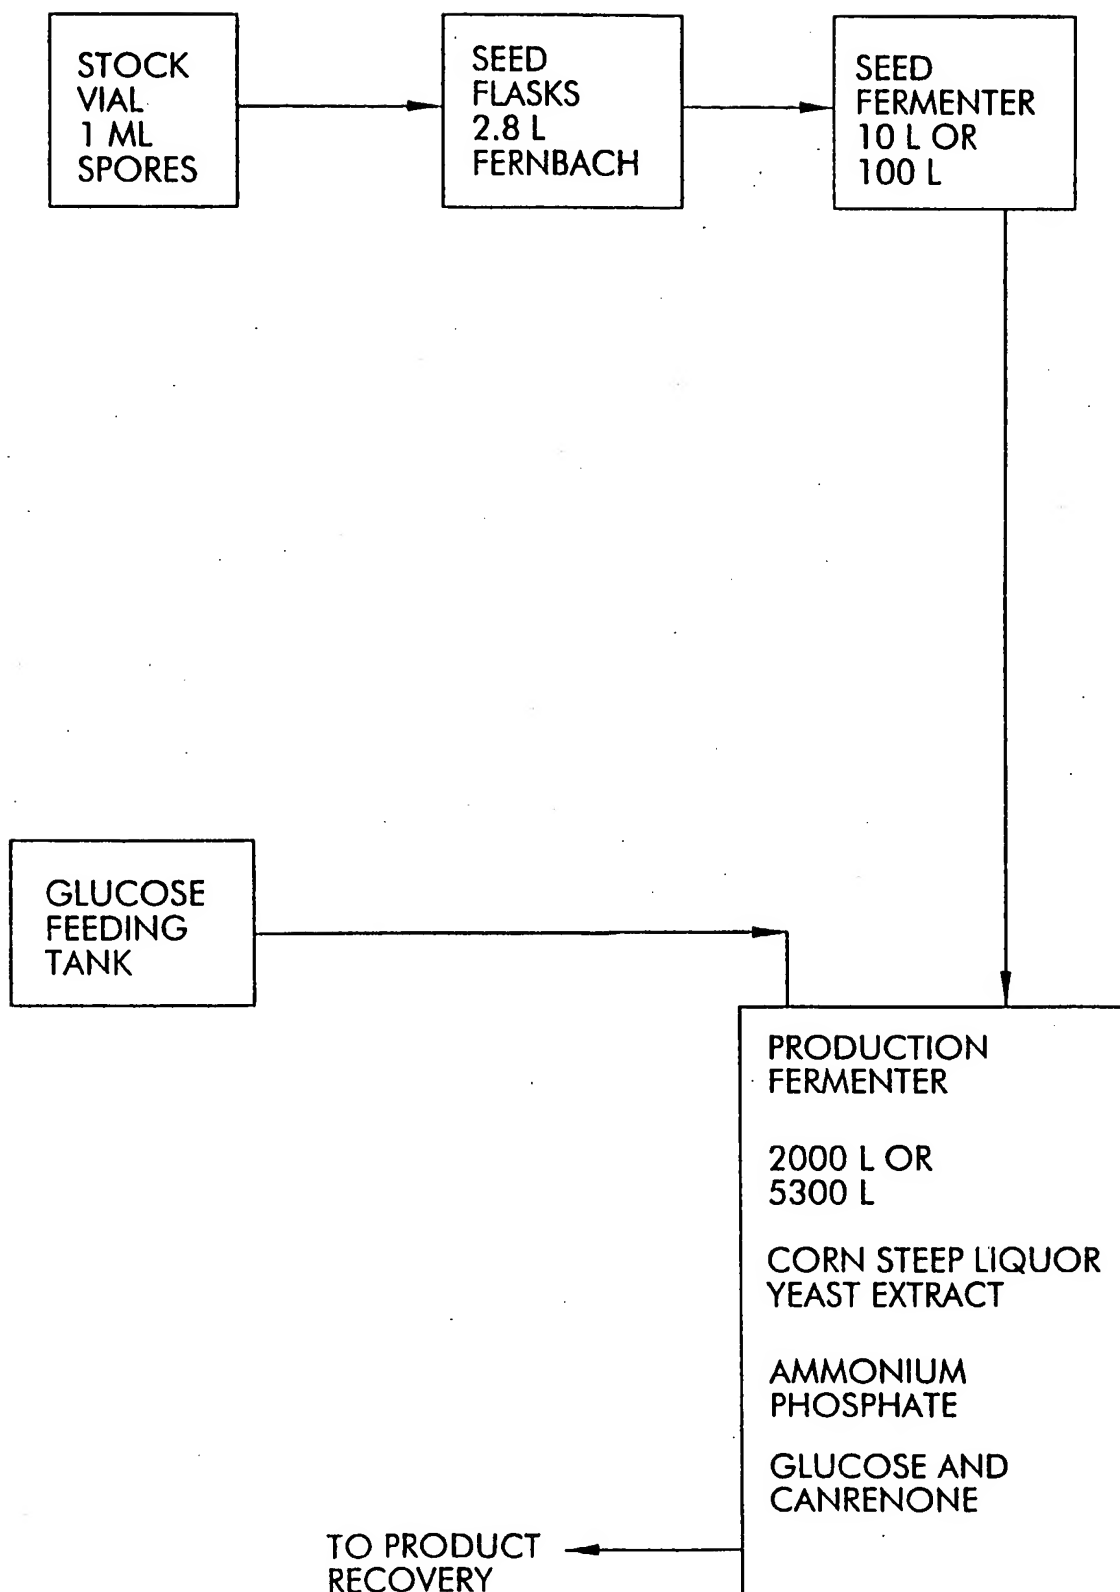 STOCK
VIAL
1 ML
SPORES
SEED
FLASKS
2.8 L
FERNBACH
SEED
FERMENTER
10 L OR
100 L
GLUCOSE
FEEDING
TANK
PRODUCTION
FERMENTER
2000 L OR
5300 L
CORN STEEP LIQUOR
YEAST EXTRACT
AMMONIUM
PHOSPHATE
GLUCOSE AND
CANRENONE
TO PRODUCT
RECOVERY